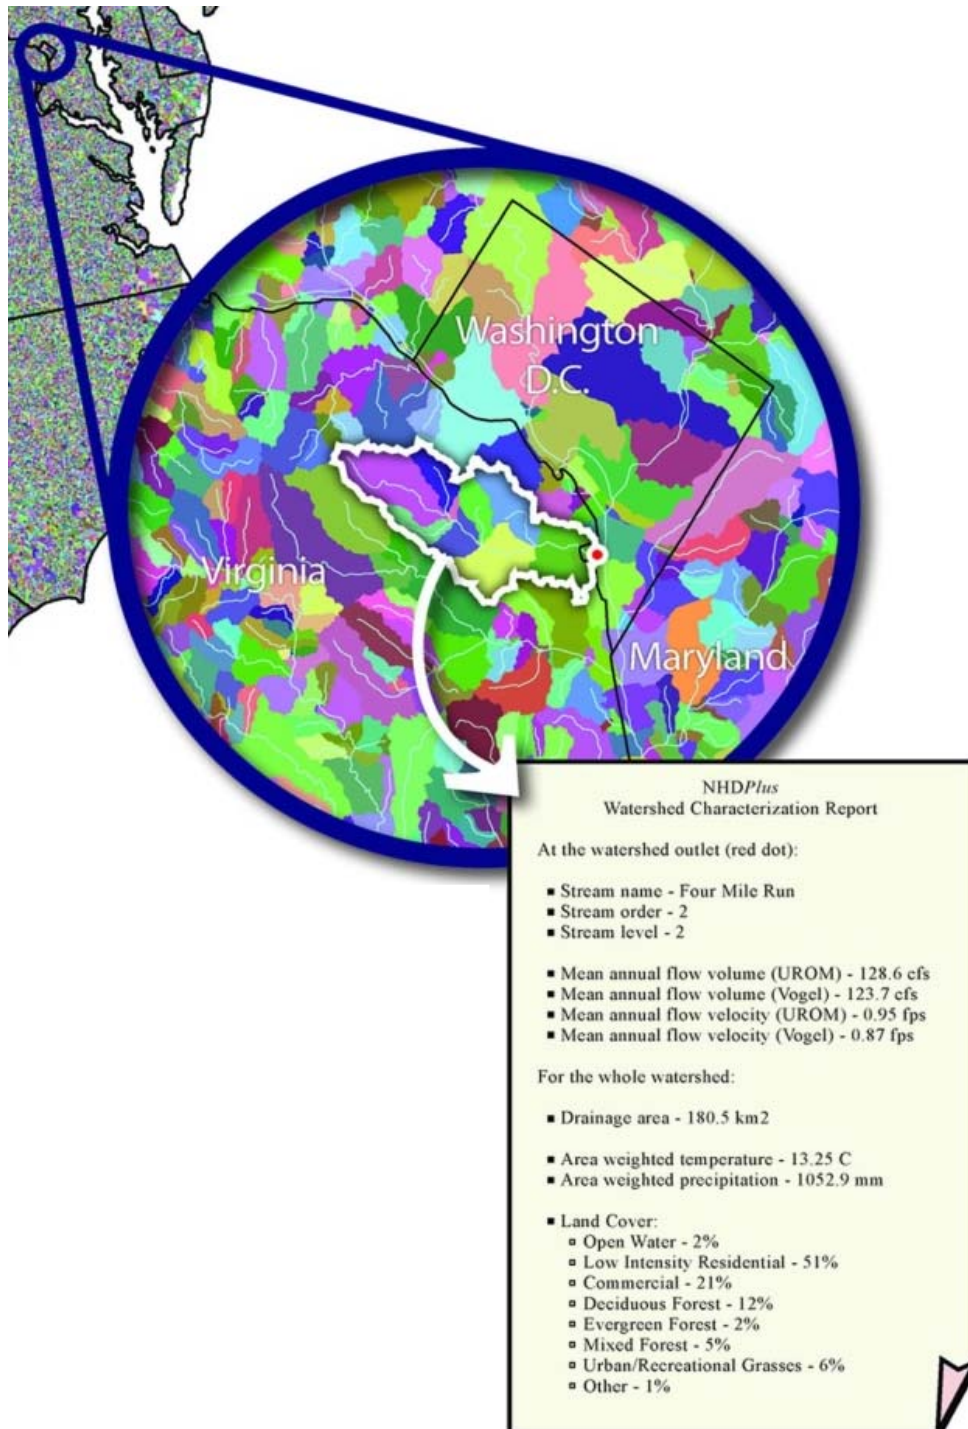 Washington
D.C.
Virginia
Maryland
NHDPlus
Watershed Characterization Report
At the watershed outlet (red dot):
▪ Stream name - Four Mile Run
▪ Stream order - 2
▪ Stream level - 2
▪ Mean annual flow volume (UROM) - 128.6 cfs
▪ Mean annual flow volume (Vogel) - 123.7 cfs
▪ Mean annual flow velocity (UROM) - 0.95 fps
▪ Mean annual flow velocity (Vogel) - 0.87 fps
For the whole watershed:
▪ Drainage area - 180.5 km2
▪ Area weighted temperature - 13.25 C
▪ Area weighted precipitation - 1052.9 mm
▪ Land Cover:
▫ Open Water - 2%
▫ Low Intensity Residential - 51%
▫ Commercial - 21%
▫ Deciduous Forest - 12%
▫ Evergreen Forest - 2%
▫ Mixed Forest - 5%
▫ Urban/Recreational Grasses - 6%
▫ Other - 1%